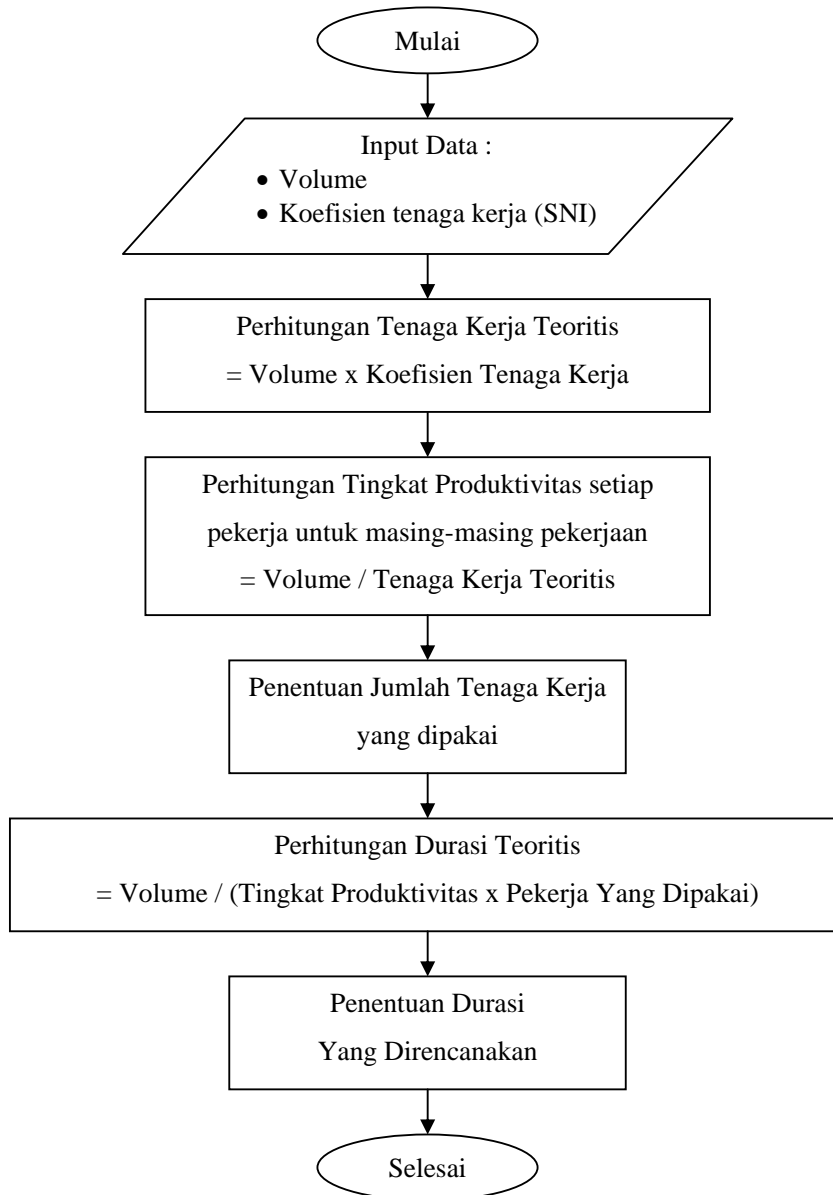 Mulai
Input Data :
• Volume
• Koefisien tenaga kerja (SNI)
Perhitungan Tenaga Kerja Teoritis
= Volume x Koefisien Tenaga Kerja
Perhitungan Tingkat Produktivitas setiap
pekerja untuk masing-masing pekerjaan
= Volume / Tenaga Kerja Teoritis
Penentuan Jumlah Tenaga Kerja
yang dipakai
Perhitungan Durasi Teoritis
= Volume / (Tingkat Produktivitas x Pekerja Yang Dipakai)
Penentuan Durasi
Yang Direncanakan
Selesai